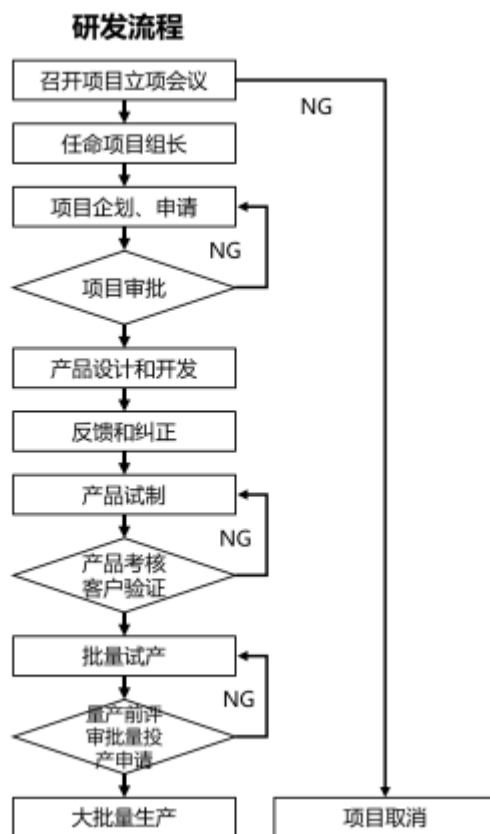 研发流程
召开项目立项会议
NG
任命项目组长
项目企划、申请
NG
项目审批
产品设计和开发
反馈和纠正
产品试制
NG
产品考核
客户验证
批量试产
NG
量产前评
审批量投
产申请
大批量生产
项目取消